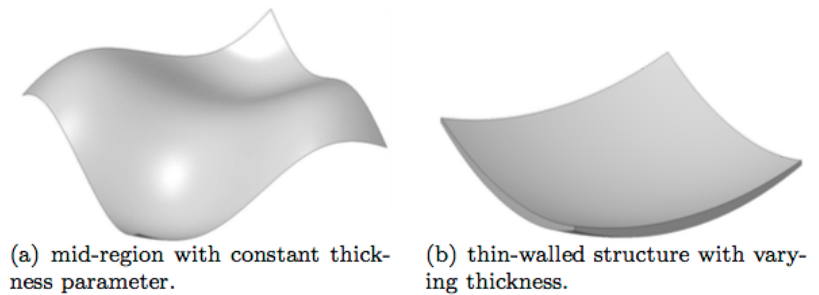 (a) mid-region with constant thick-
ness parameter.
(b) thin-walled structure with vary-
ing thickness.